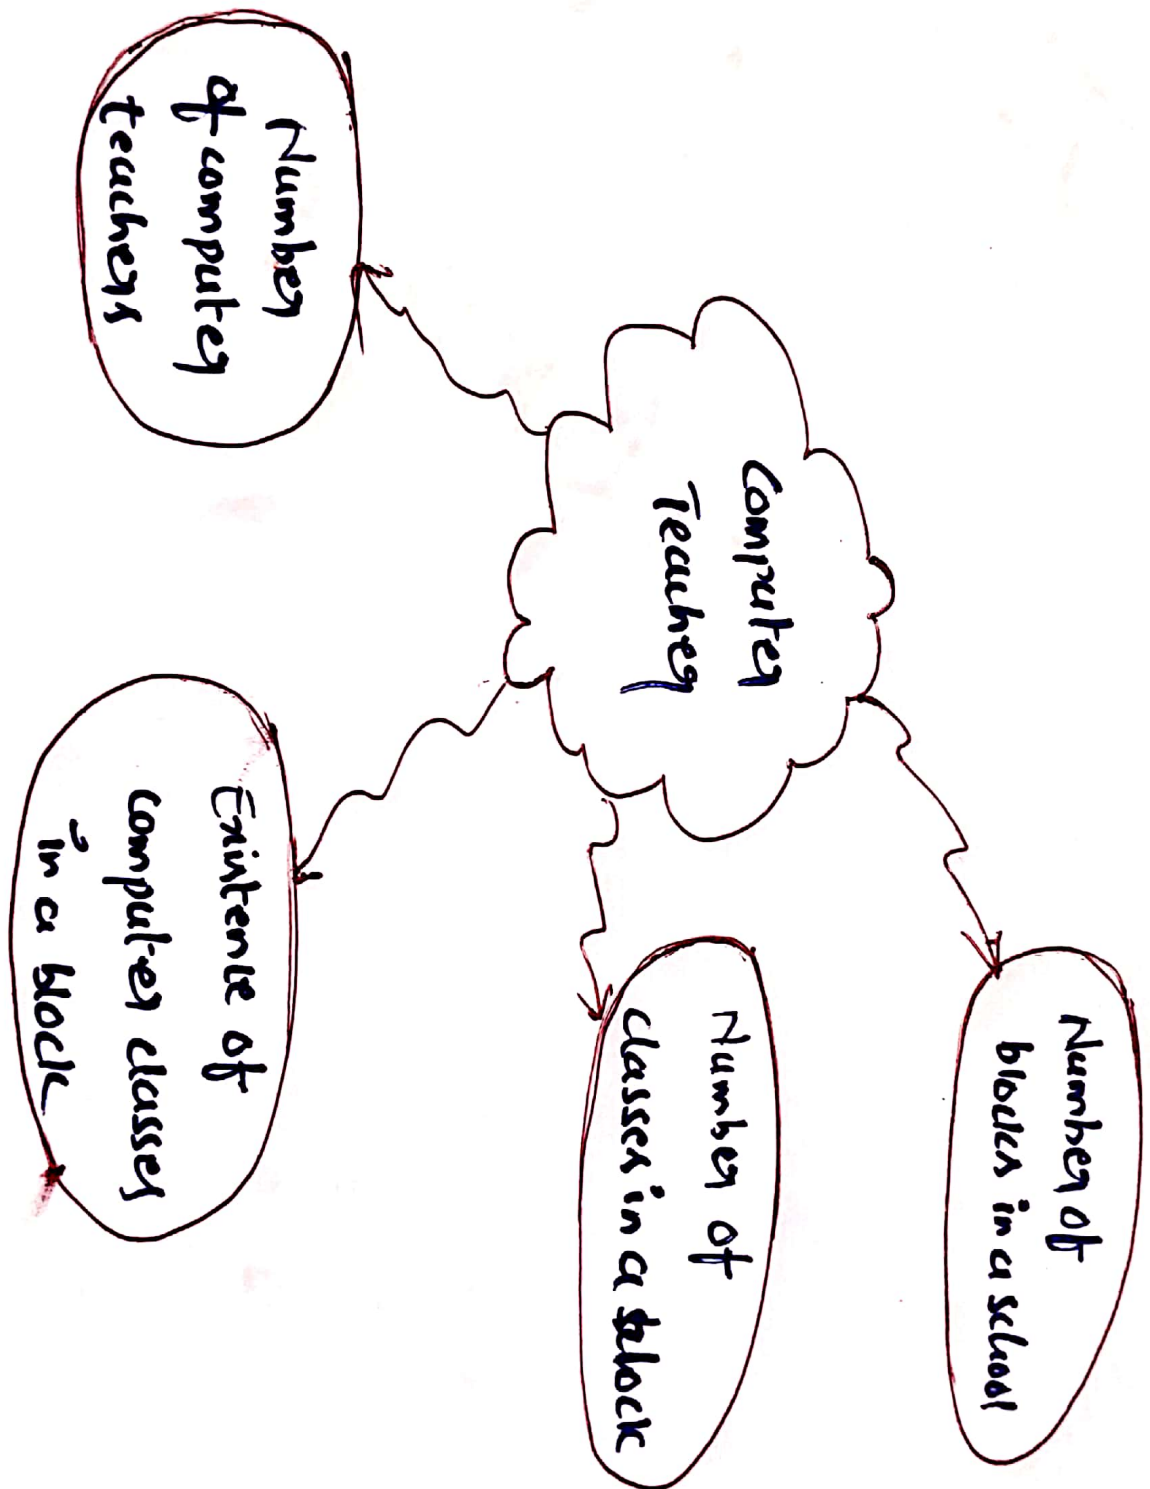 Computer
Teacher
Number of
blocks in a school
Number of
classes in a block
Existence of
computer classes
in a block
Number
of computer
teachers